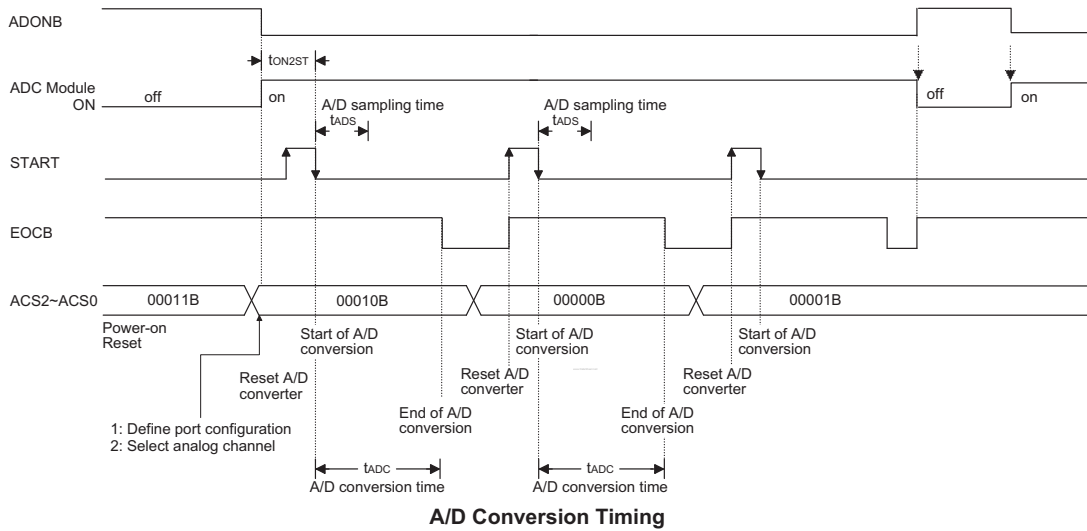 ADONB
tON2ST
ADC Module
ON
off
on
off
on
A/D sampling time
tADS
A/D sampling time
tADS
START
EOCB
ACS2~ACS0
00011B
00010B
00000B
00001B
Power-on
Reset
Start of A/D
conversion
Start of A/D
conversion
Start of A/D
conversion
Reset A/D
converter
Reset A/D
converter
Reset A/D
converter
End of A/D
conversion
End of A/D
conversion
1: Define port configuration
2: Select analog channel
tADC
A/D conversion time
tADC
A/D conversion time
A/D Conversion Timing